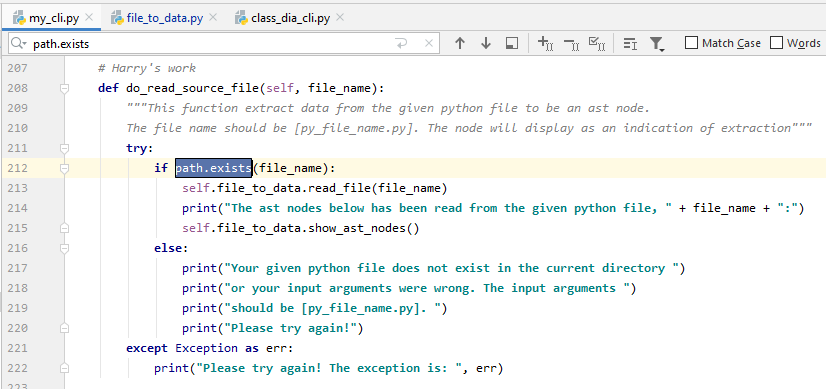 my_cli.py file_to_data.py class_dia_cli.py
path.exists Match Case Words
207 # Harry's work
208 def do_read_source_file(self, file_name):
209 """This function extract data from the given python file to be an ast node.
210 The file name should be [py_file_name.py]. The node will display as an indication of extraction"""
211 try:
212 if path.exists(file_name):
213 self.file_to_data.read_file(file_name)
214 print("The ast nodes below has been read from the given python file, " + file_name + ":")
215 self.file_to_data.show_ast_nodes()
216 else:
217 print("Your given python file does not exist in the current directory ")
218 print("or your input arguments were wrong. The input arguments ")
219 print("should be [py_file_name.py]. ")
220 print("Please try again!")
221 except Exception as err:
222 print("Please try again! The exception is: ", err)
223